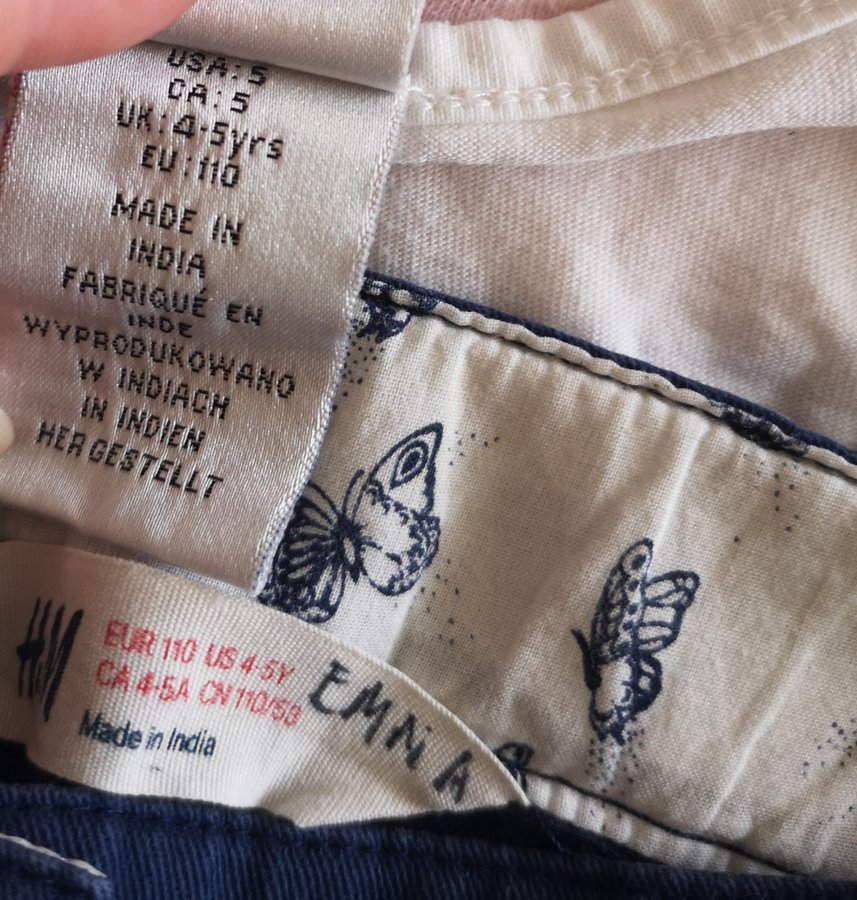 USA: 5
CA: 5
UK: 4-5yrs
EU: 110
MADE IN
INDIA
FABRIQUÉ EN
INDE
WYPRODUKOWANO
W INDIACH
IN INDIEN
HERGESTELLT
H&M
EUR 110 US 4-5Y
CA 4-5A CN 110/53
Made in India
EMMA